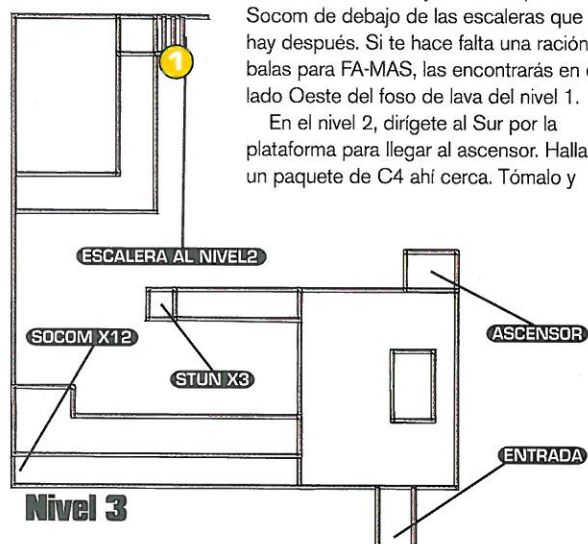 Socom de debajo de las escaleras que
hay después. Si te hace falta una ración
balas para FA-MAS, las encontrarás en
lado Oeste del foso de lava del nivel 1.
En el nivel 2, dirígete al Sur por la
plataforma para llegar al ascensor.
un paquete de C4 ahí cerca. Tómalo y
1
ESCALERA AL NIVEL2
SOCOM X12
STUN X3
ASCENSOR
ENTRADA
Nivel 3